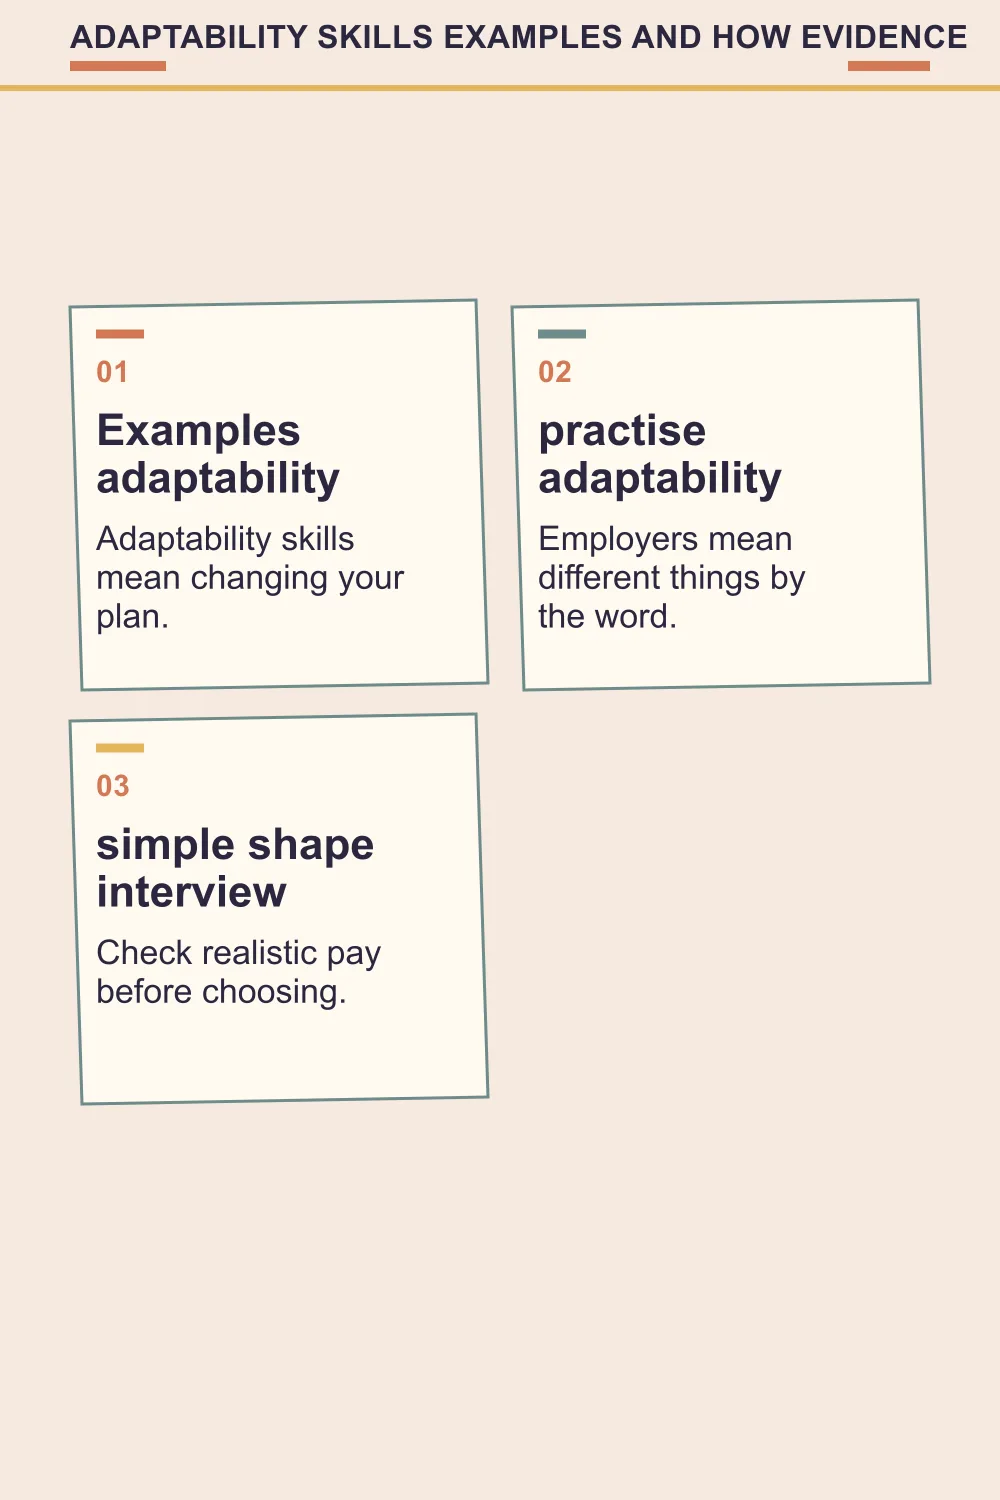 ADAPTABILITY SKILLS EXAMPLES AND HOW EVIDENCE
01
Examples
adaptability
Adaptability skills
mean changing your
plan.
02
practise
adaptability
Employers mean
different things by
the word.
03
simple shape
interview
Check realistic pay
before choosing.